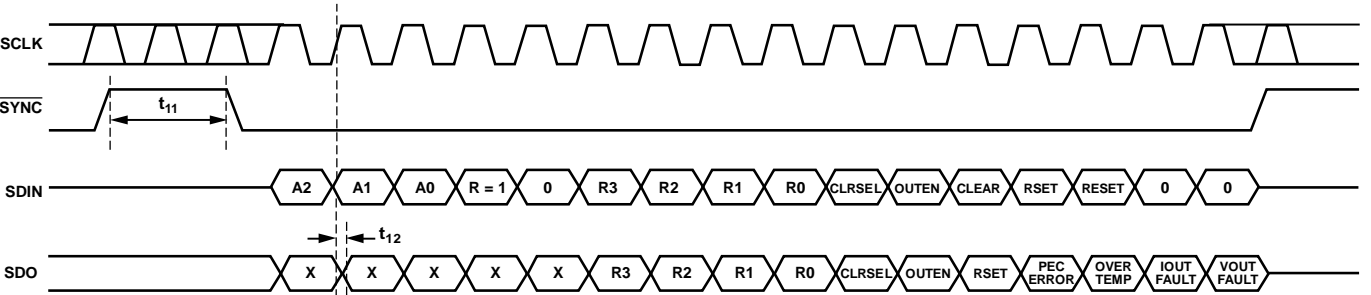 SCLK
SYNC
t11
SDIN A2 A1 A0 R = 1 0 R3 R2 R1 R0 CLRSEL OUTEN CLEAR RSET RESET 0 0
t12
SDO X X X X X R3 R2 R1 R0 CLRSEL OUTEN RSET PEC ERROR OVER TEMP IOUT FAULT VOUT FAULT